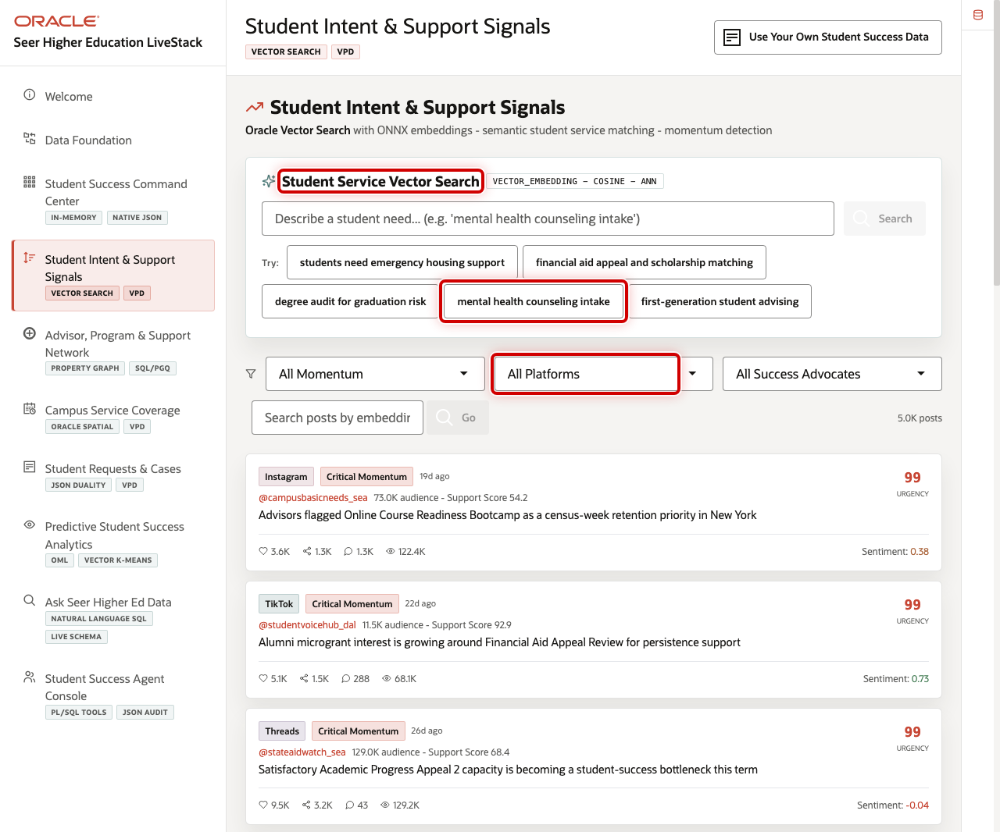 ORACLE
Seer Higher Education LiveStack
Welcome
Data Foundation
Student Success Command
Center
IN-MEMORY NATIVE JSON
Student Intent & Support
Signals
VECTOR SEARCH VPD
Advisor, Program & Support
Network
PROPERTY GRAPH SQL/PGQ
Campus Service Coverage
ORACLE SPATIAL VPD
Student Requests & Cases
JSON DUALITY VPD
Predictive Student Success
Analytics
OML VECTOR K-MEANS
Ask Seer Higher Ed Data
NATURAL LANGUAGE SQL
LIVE SCHEMA
Student Success Agent
Console
PL/SQL TOOLS JSON AUDIT
Student Intent & Support Signals
VECTOR SEARCH VPD
Use Your Own Student Success Data
Student Intent & Support Signals
Oracle Vector Search with ONNX embeddings - semantic student service matching - momentum detection
Student Service Vector Search VECTOR_EMBEDDING - COSINE - ANN
Describe a student need... (e.g. 'mental health counseling intake') Search
Try: students need emergency housing support financial aid appeal and scholarship matching
degree audit for graduation risk mental health counseling intake first-generation student advising
All Momentum All Platforms All Success Advocates
Search posts by embeddir Go 5.0K posts
Instagram Critical Momentum 19d ago 99
URGENCY
@campusbasicneeds_sea 73.0K audience - Support Score 54.2
Advisors flagged Online Course Readiness Bootcamp as a census-week retention priority in New York
3.6K 1.3K 1.3K 122.4K Sentiment: 0.38
TikTok Critical Momentum 22d ago 99
URGENCY
@studentvoicehub_dal 11.5K audience - Support Score 92.9
Alumni microgrant interest is growing around Financial Aid Appeal Review for persistence support
5.1K 1.5K 288 68.1K Sentiment: 0.73
Threads Critical Momentum 26d ago 99
URGENCY
@stateaidwatch_sea 129.0K audience - Support Score 68.4
Satisfactory Academic Progress Appeal 2 capacity is becoming a student-success bottleneck this term
9.5K 3.2K 43 129.2K Sentiment: -0.04